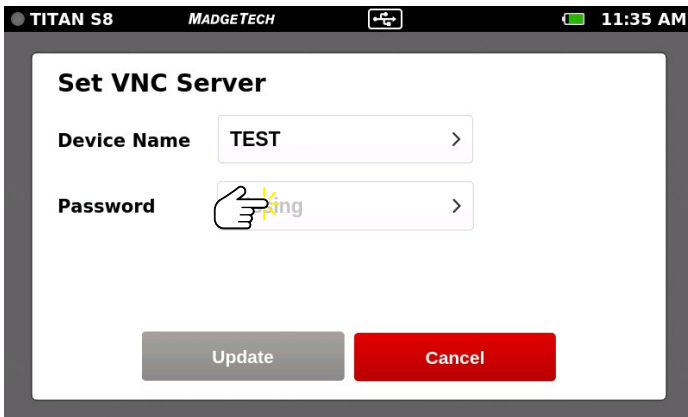 TITAN S8 MADGETECH 11:35 AM
Set VNC Server
Device Name TEST
Password
Update Cancel